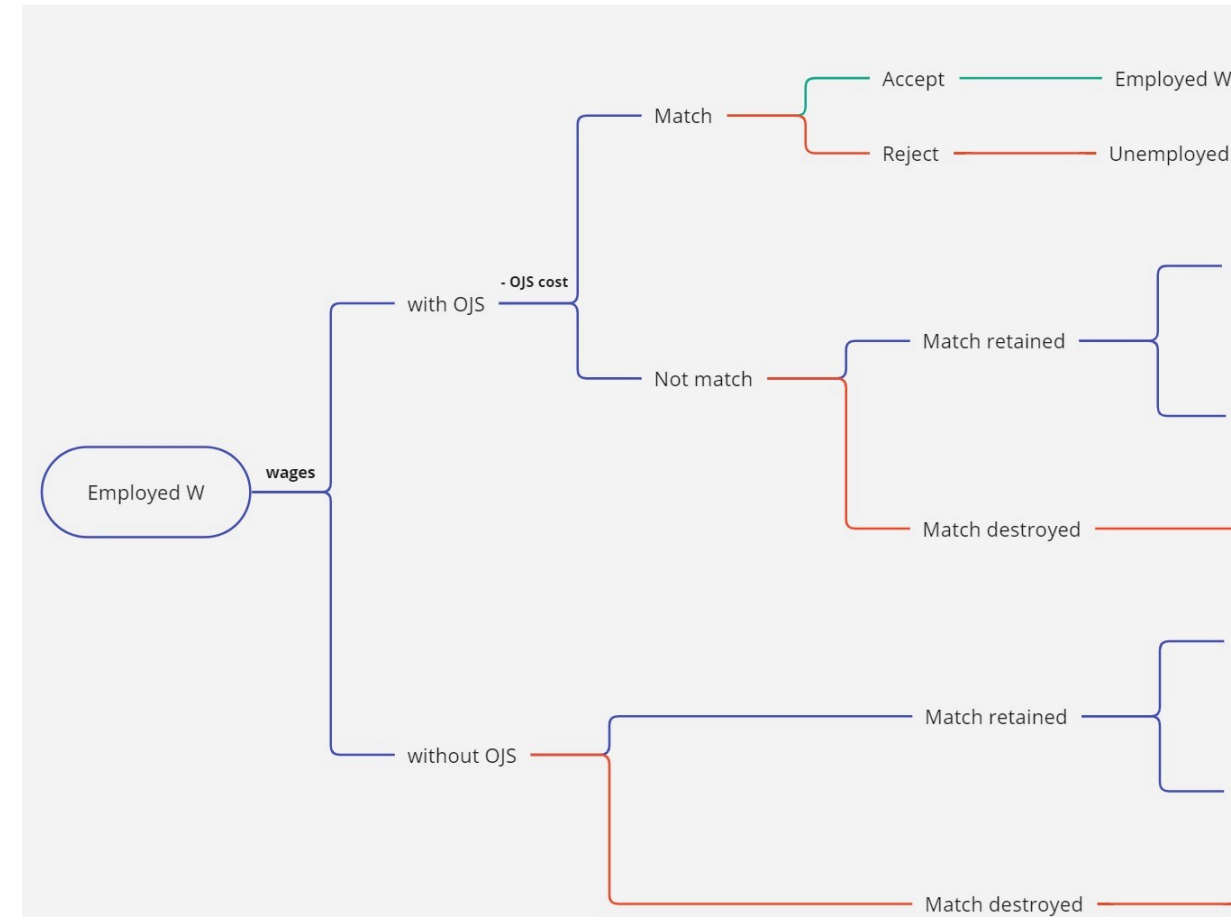 Accept
Employed W
Match
Reject
Unemployed
- OJS cost
with OJS
Match retained
Not match
wages
Employed W
Match destroyed
Match retained
without OJS
Match destroyed